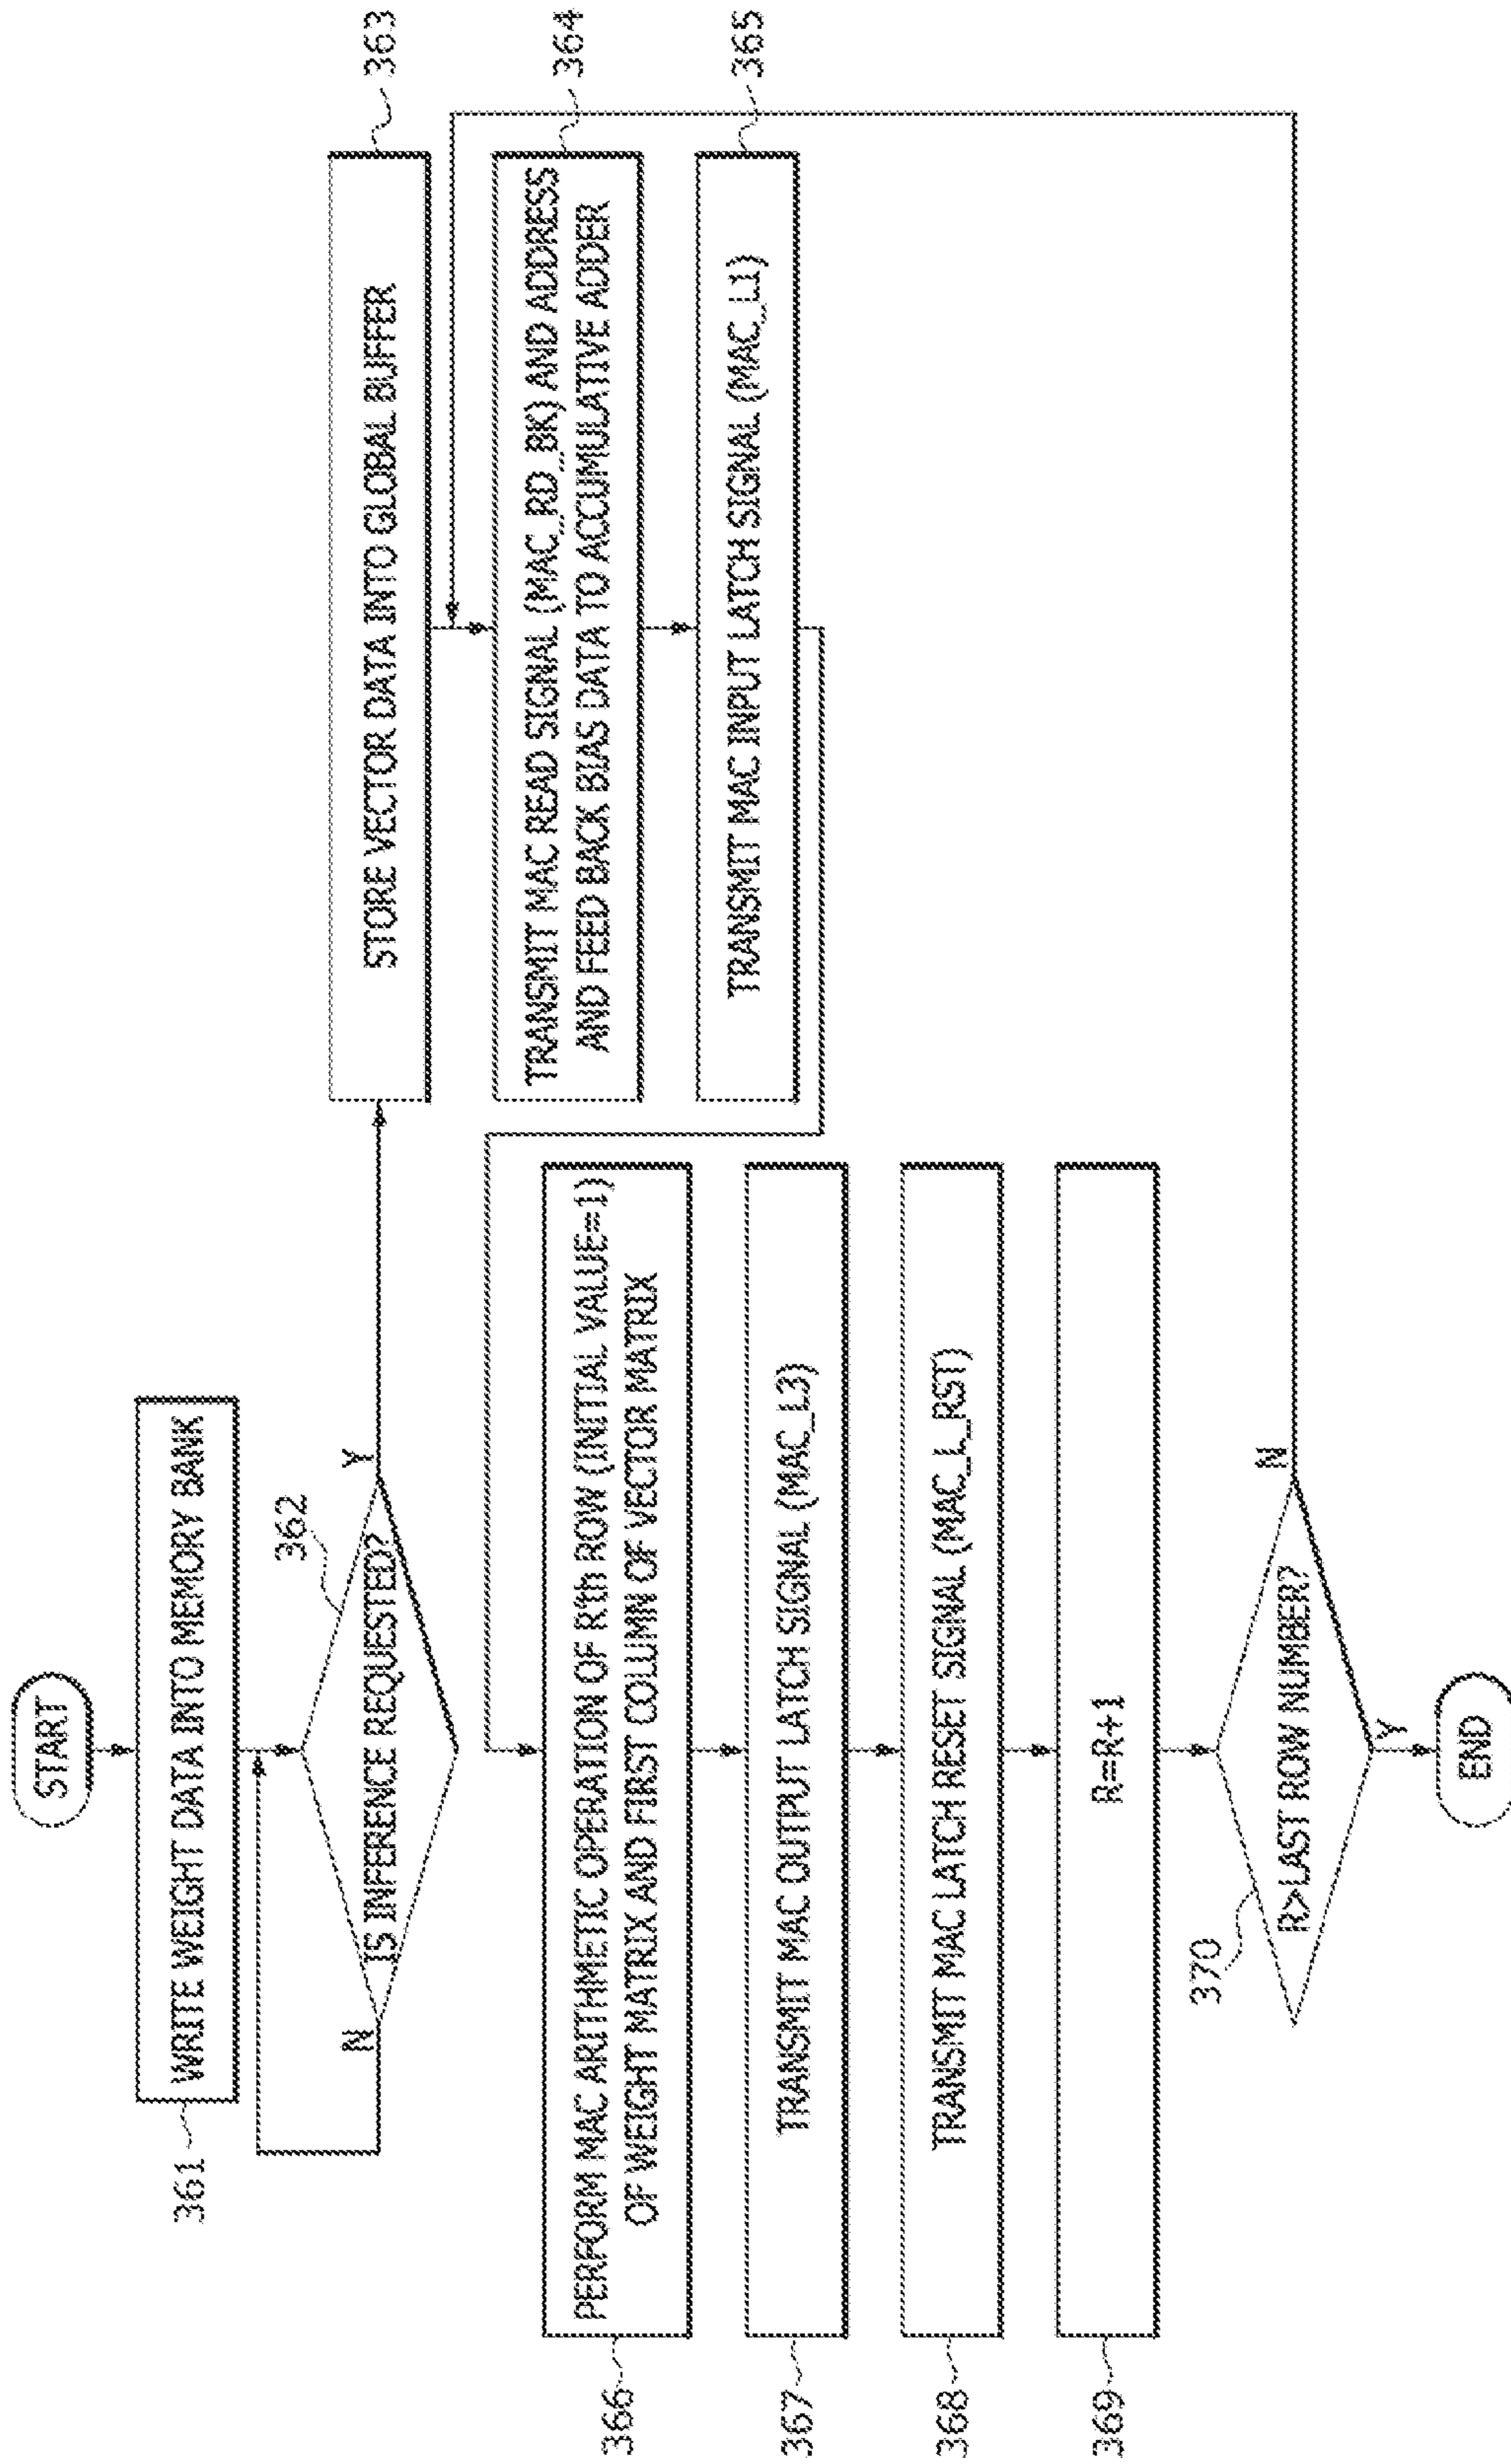 START
361
WRITE WEIGHT DATA INTO MEMORY BANK
362
IS INFERENCE REQUESTED?
N
Y
STORE VECTOR DATA INTO GLOBAL BUFFER
363
TRANSMIT MAC READ SIGNAL (MAC_RD_BK) AND ADDRESS
AND FEED BACK BIAS DATA TO ACCUMULATIVE ADDER
364
TRANSMIT MAC INPUT LATCH SIGNAL (MAC_L1)
365
366
PERFORM MAC ARITHMETIC OPERATION OF R'th ROW (INITIAL VALUE=1)
OF WEIGHT MATRIX AND FIRST COLUMN OF VECTOR MATRIX
367
TRANSMIT MAC OUTPUT LATCH SIGNAL (MAC_L3)
368
TRANSMIT MAC LATCH RESET SIGNAL (MAC_L_RST)
369
R=R+1
370
R>LAST ROW NUMBER?
N
Y
END